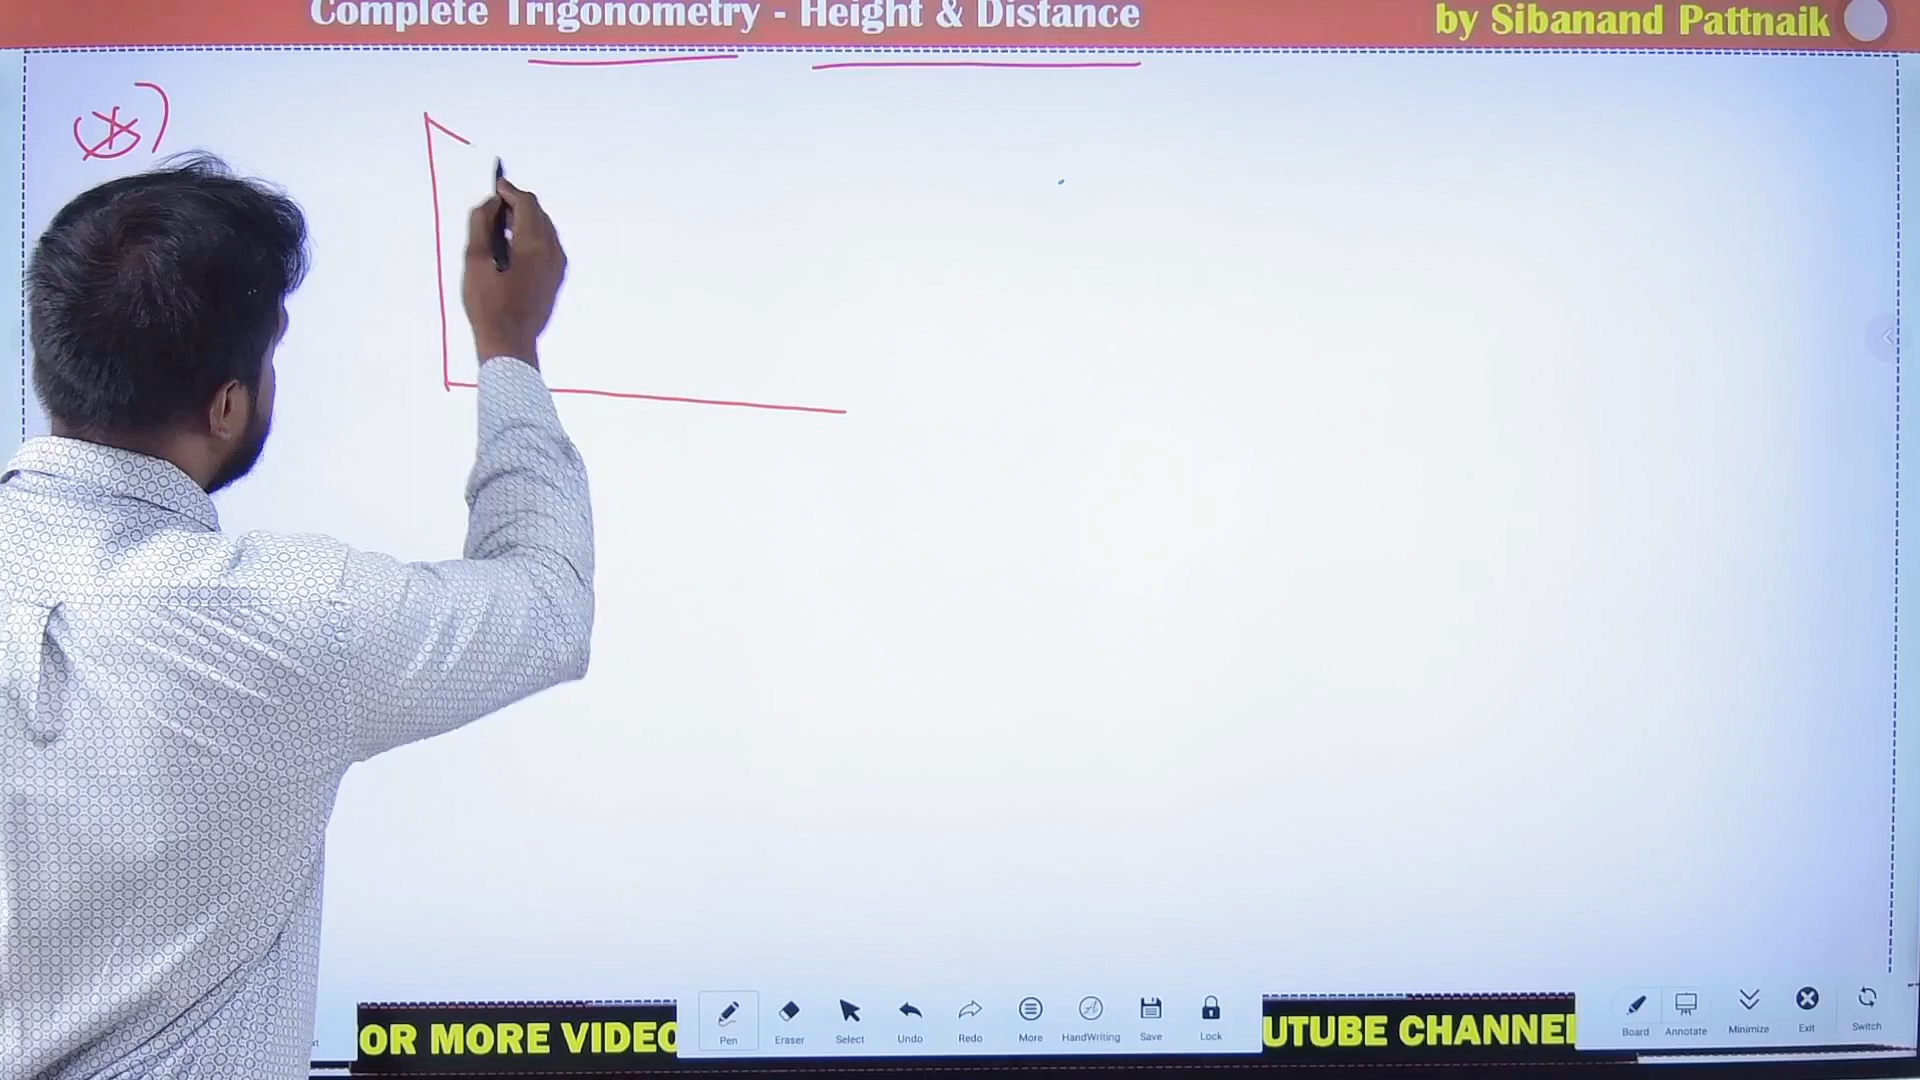 Complete Trigonometry - Height & Distance
by Sibanand Pattnaik
OR MORE VIDEO
UTUBE CHANNEL
Pen
Eraser
Select
Undo
Redo
More
HandWriting
Save
Lock
Board
Annotate
Minimize
Exit
Switch